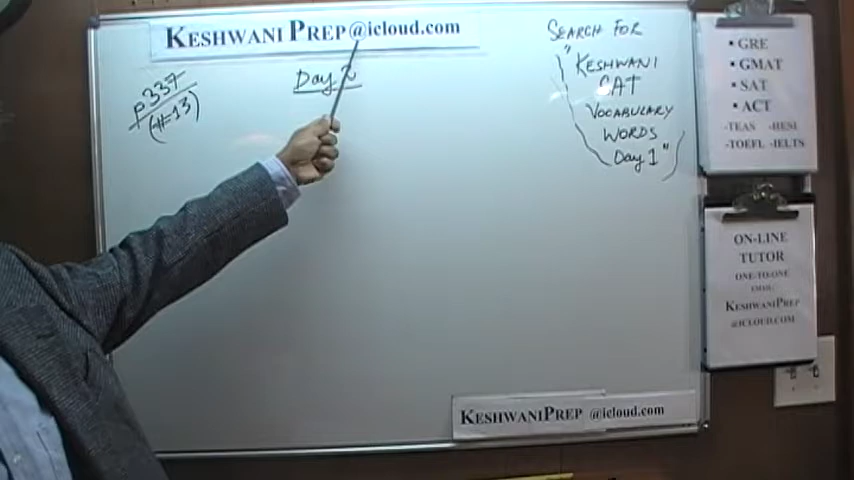 KESHWANI PREP@icloud.com
Day 2
p337
(#13)
SEARCH FOR
"KESHWANI
CAT
VOCABULARY
WORDS
Day 1"
• GRE
• GMAT
• SAT
• ACT
-TEAS -HESI
-TOEFL -IELTS
ON-LINE
TUTOR
ONE-TO-ONE
EMAIL:
KESHWANIPREP
@ICLOUD.COM
KESHWANIPREP @icloud.com